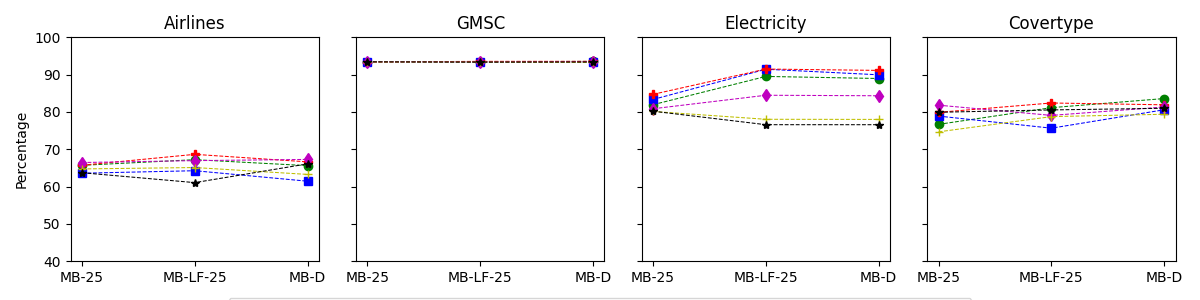 Airlines GMSC Electricity Covertype
Percentage
100
90
80
70
60
50
40
MB-25 MB-LF-25 MB-D MB-25 MB-LF-25 MB-D MB-25 MB-LF-25 MB-D MB-25 MB-LF-25 MB-D